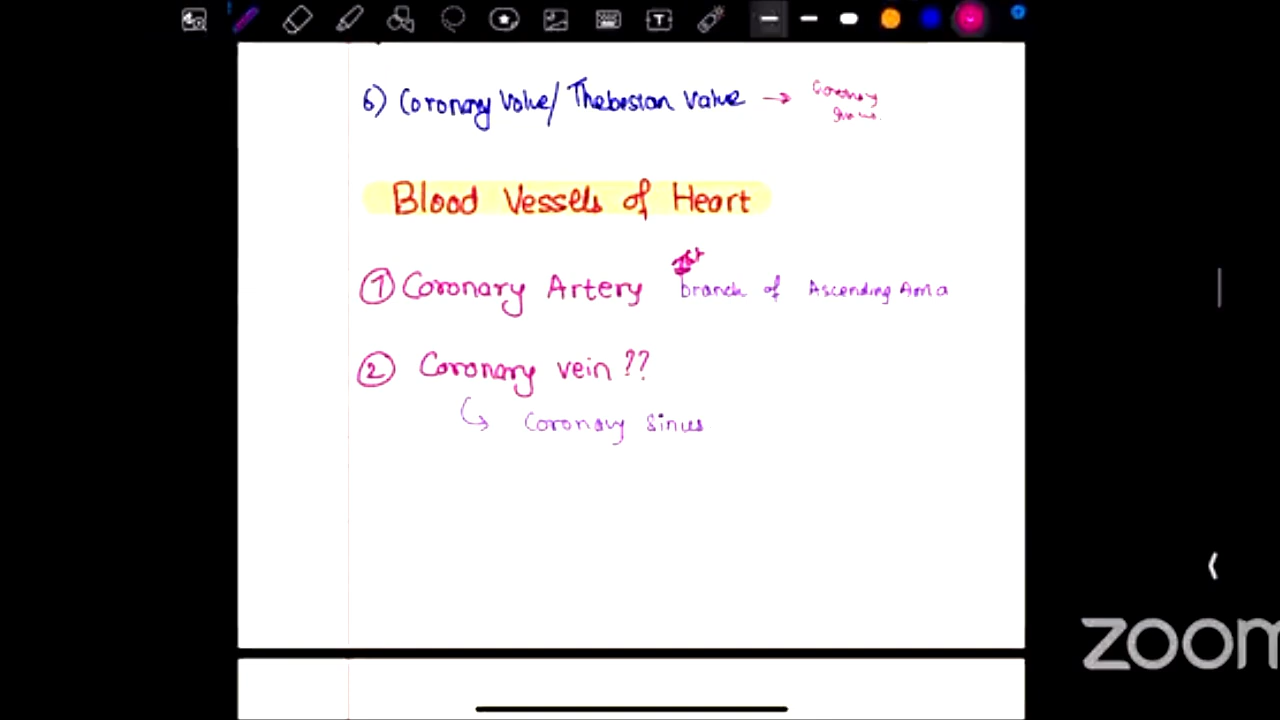 6) Coronary Valve/ Thebesian Valve → Coronary
Sinus.
Blood Vessels of Heart
1st
① Coronary Artery branch of Ascending Aorta
② Coronary vein ??
↳ Coronary Sinus
zoom